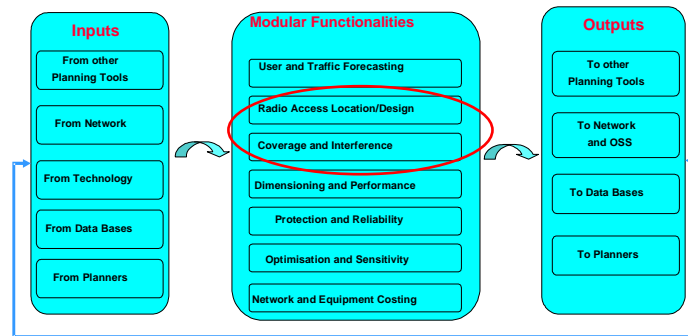 Inputs
From other
Planning Tools
From Network
From Technology
From Data Bases
From Planners
Modular Functionalities
User and Traffic Forecasting
Radio Access Location/Design
Coverage and Interference
Dimensioning and Performance
Protection and Reliability
Optimisation and Sensitivity
Network and Equipment Costing
Outputs
To other
Planning Tools
To Network
and OSS
To Data Bases
To Planners